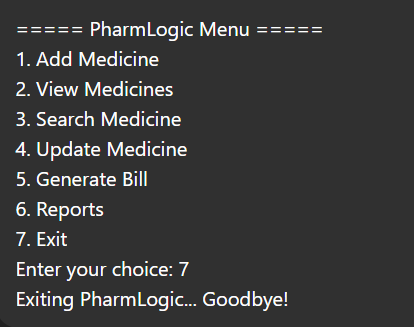 ===== PharmLogic Menu =====
1. Add Medicine
2. View Medicines
3. Search Medicine
4. Update Medicine
5. Generate Bill
6. Reports
7. Exit
Enter your choice: 7
Exiting PharmLogic... Goodbye!